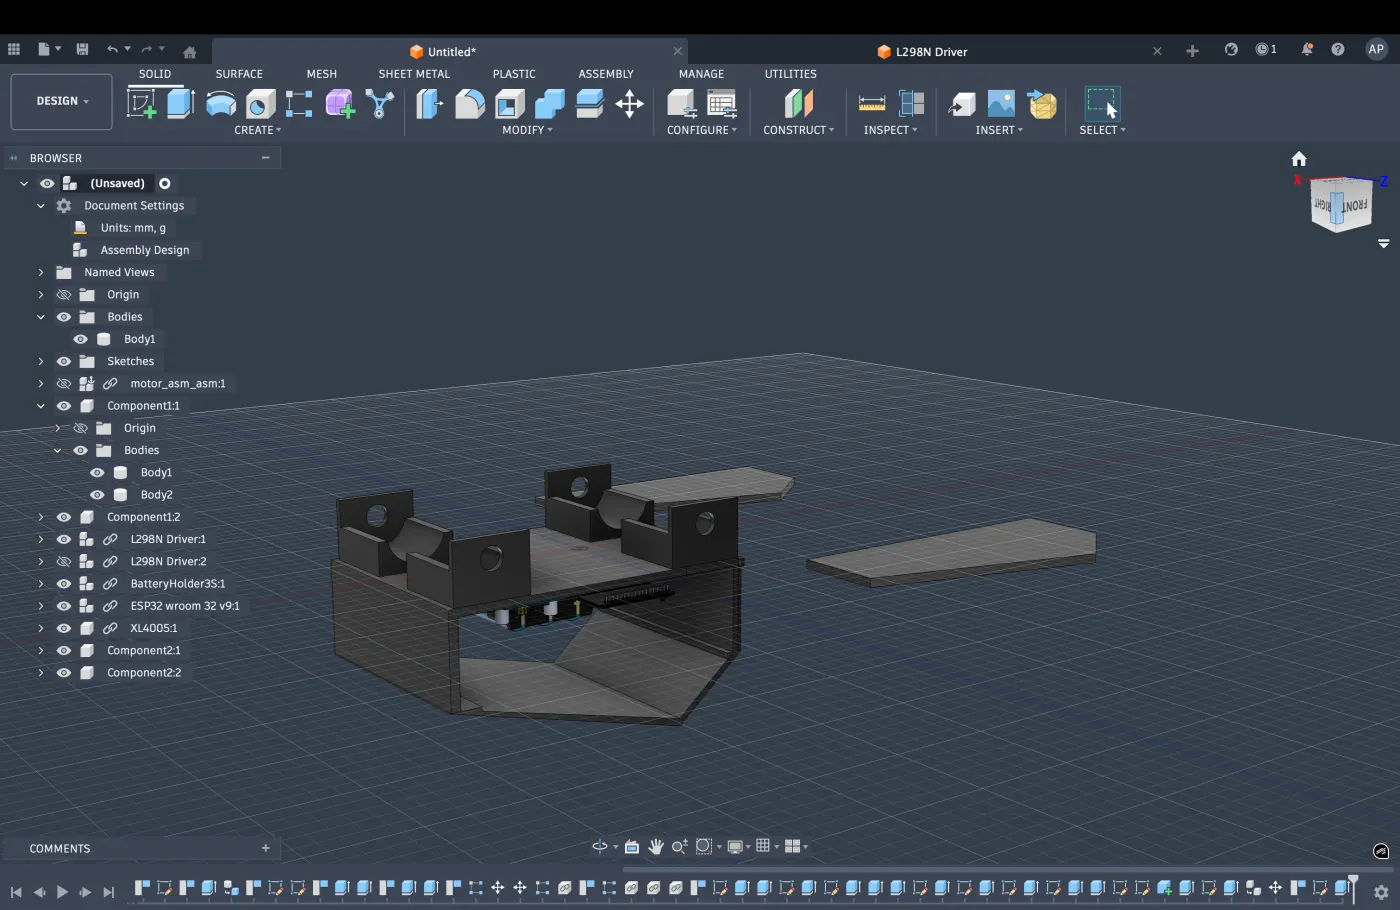 Untitled*
L298N Driver
1
AP
DESIGN
SOLID
SURFACE
MESH
SHEET METAL
PLASTIC
ASSEMBLY
MANAGE
UTILITIES
CREATE
MODIFY
CONFIGURE
CONSTRUCT
INSPECT
INSERT
SELECT
BROWSER
(Unsaved)
Document Settings
Units: mm, g
Assembly Design
Named Views
Origin
Bodies
Body1
Sketches
motor_asm_asm:1
Component1:1
Origin
Bodies
Body1
Body2
Component1:2
L298N Driver:1
L298N Driver:2
BatteryHolder3S:1
ESP32 wroom 32 v9:1
XL4005:1
Component2:1
Component2:2
X
Z
RIGHT
FRONT
COMMENTS